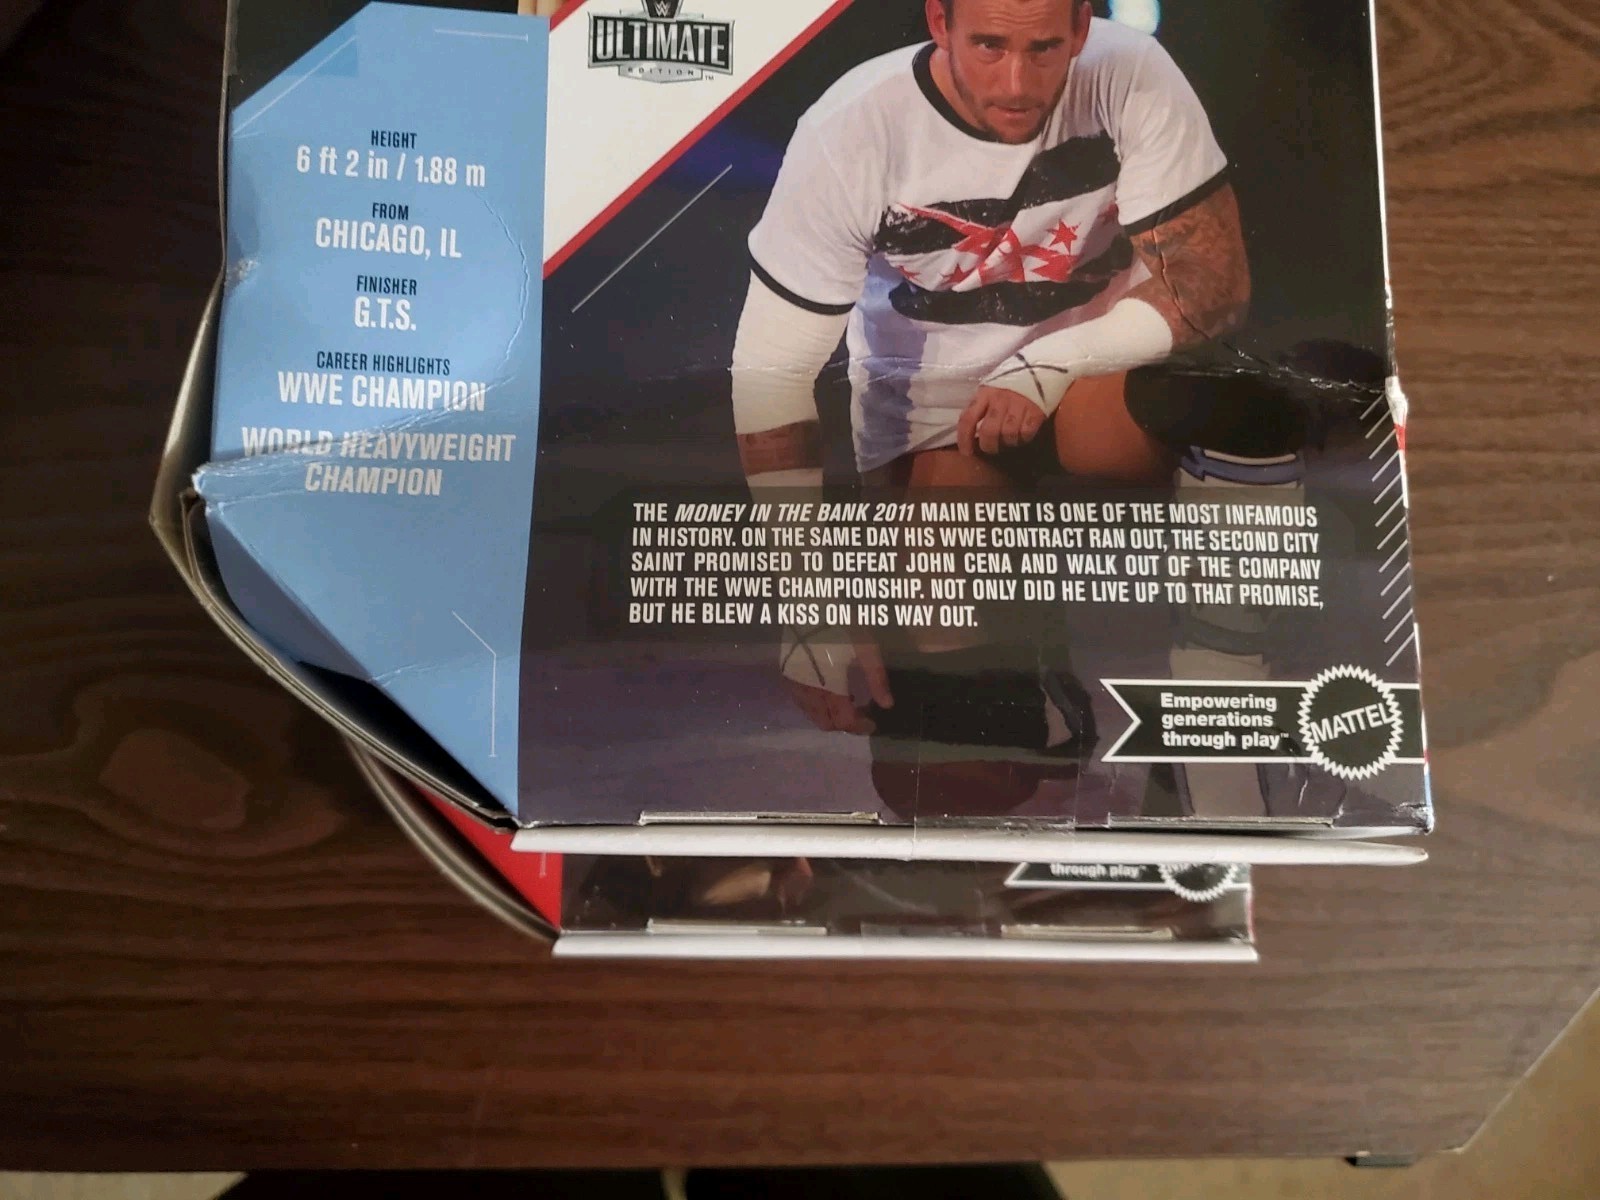 W
ULTIMATE
EDITION™
HEIGHT
6 ft 2 in / 1.88 m
FROM
CHICAGO, IL
FINISHER
G.T.S.
CAREER HIGHLIGHTS
WWE CHAMPION
WORLD HEAVYWEIGHT
CHAMPION
THE MONEY IN THE BANK 2011 MAIN EVENT IS ONE OF THE MOST INFAMOUS
IN HISTORY. ON THE SAME DAY HIS WWE CONTRACT RAN OUT, THE SECOND CITY
SAINT PROMISED TO DEFEAT JOHN CENA AND WALK OUT OF THE COMPANY
WITH THE WWE CHAMPIONSHIP. NOT ONLY DID HE LIVE UP TO THAT PROMISE,
BUT HE BLEW A KISS ON HIS WAY OUT.
Empowering
generations
through play™
MATTEL
through play™